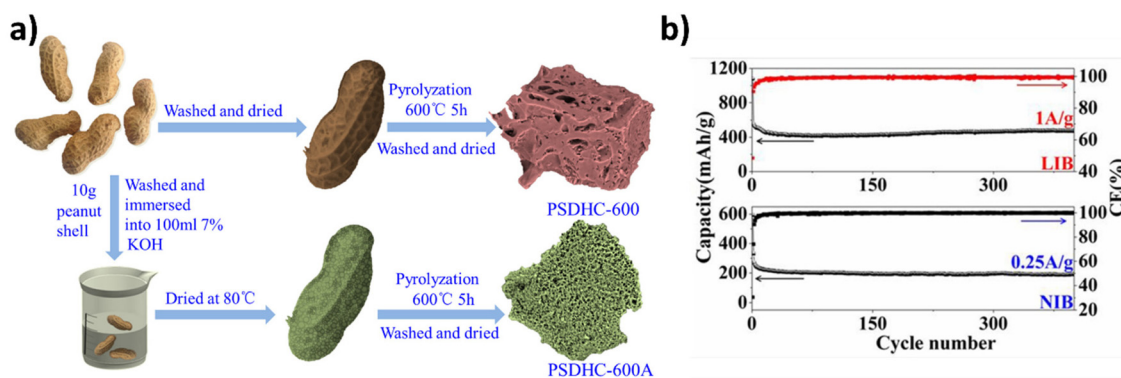 a)
Washed and dried
Pyrolyzation
600℃ 5h
Washed and dried
PSDHC-600
10g
peanut
shell
Washed and
immersed
into 100ml 7%
KOH
Dried at 80℃
Pyrolyzation
600℃ 5h
Washed and dried
PSDHC-600A
b)
Capacity(mAh/g)
1200
800
400
0
100
80
60
40
1A/g
LIB
0
150
300
600
400
200
0
100
80
60
40
20
0.25A/g
NIB
0
150
300
Cycle number
CE(%)